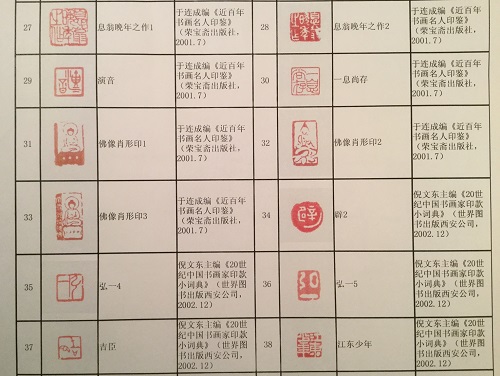 27
息翁晚年之作1
于连成编《近百年
书画名人印鉴》
（荣宝斋出版社，
2001.7）
28
息翁晚年之作2
于连成编《近百年
书画名人印鉴》
（荣宝斋出版社，
2001.7）
29
演音
于连成编《近百年
书画名人印鉴》
（荣宝斋出版社，
2001.7）
30
一息尚存
于连成编《近百年
书画名人印鉴》
（荣宝斋出版社，
2001.7）
31
佛像肖形印1
于连成编《近百年
书画名人印鉴》
（荣宝斋出版社，
2001.7）
32
佛像肖形印2
于连成编《近百年
书画名人印鉴》
（荣宝斋出版社，
2001.7）
33
佛像肖形印3
于连成编《近百年
书画名人印鉴》
（荣宝斋出版社，
2001.7）
34
辟2
倪文东主编《20世
纪中国书画家印款
小词典》（世界图
书出版西安公司，
2002.12）
35
弘一4
倪文东主编《20世
纪中国书画家印款
小词典》（世界图
书出版西安公司，
2002.12）
36
弘一5
倪文东主编《20世
纪中国书画家印款
小词典》（世界图
书出版西安公司，
2002.12）
37
吉臣
倪文东主编《20世
纪中国书画家印款
小词典》（世界图
书出版西安公司，
2002.12）
38
江东少年
倪文东主编《20世
纪中国书画家印款
小词典》（世界图
书出版西安公司，
2002.12）